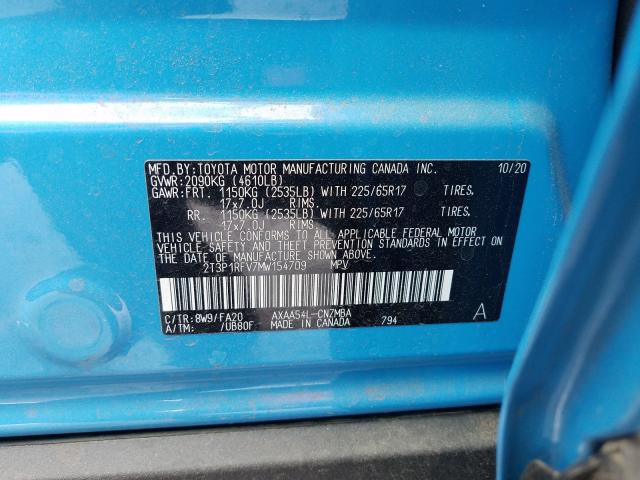 MFD.BY:TOYOTA MOTOR MANUFACTURING CANADA INC. 10/20
GVWR:2090KG (4610LB)
GAWR:FRT. 1150KG (2535LB) WITH 225/65R17 TIRES.
17x7.0J RIMS.
RR. 1150KG (2535LB) WITH 225/65R17 TIRES.
17x7.0J RIMS.
THIS VEHICLE CONFORMS TO ALL APPLICABLE FEDERAL MOTOR
VEHICLE SAFETY AND THEFT PREVENTION STANDARDS IN EFFECT ON
THE DATE OF MANUFACTURE SHOWN ABOVE.
2T3P1RFV7MW154709 MPV
C/TR:8W9/FA20 AXAA54L-CNZMBA A
A/TM: /UB80F MADE IN CANADA 794